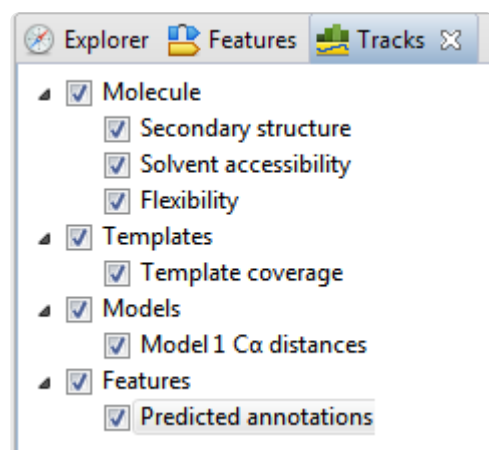 Explorer Features Tracks
Molecule
Secondary structure
Solvent accessibility
Flexibility
Templates
Template coverage
Models
Model 1 Cα distances
Features
Predicted annotations